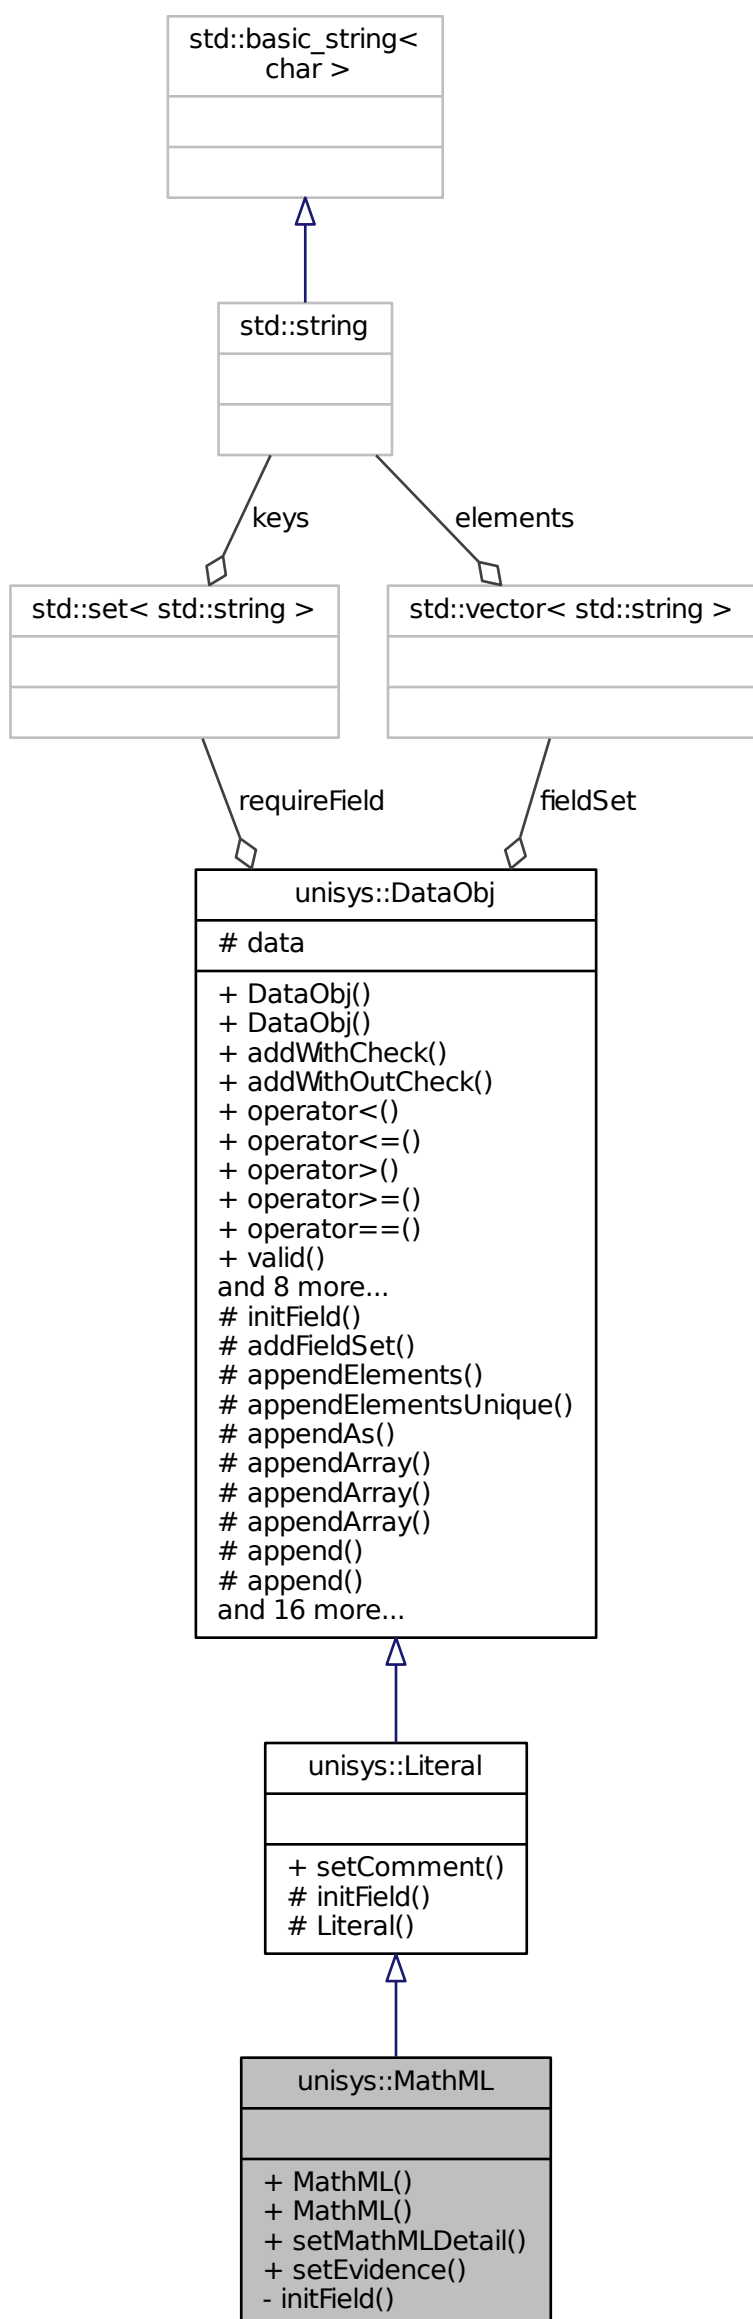 std::basic_string<
char >
std::string
keys
elements
std::set< std::string >
std::vector< std::string >
requireField
fieldSet
unisys::DataObj
# data
+ DataObj()
+ DataObj()
+ addWithCheck()
+ addWithOutCheck()
+ operator<()
+ operator<=()
+ operator>()
+ operator>=()
+ operator==()
+ valid()
and 8 more...
# initField()
# addFieldSet()
# appendElements()
# appendElementsUnique()
# appendAs()
# appendArray()
# appendArray()
# appendArray()
# append()
# append()
and 16 more...
unisys::Literal
+ setComment()
# initField()
# Literal()
unisys::MathML
+ MathML()
+ MathML()
+ setMathMLDetail()
+ setEvidence()
- initField()